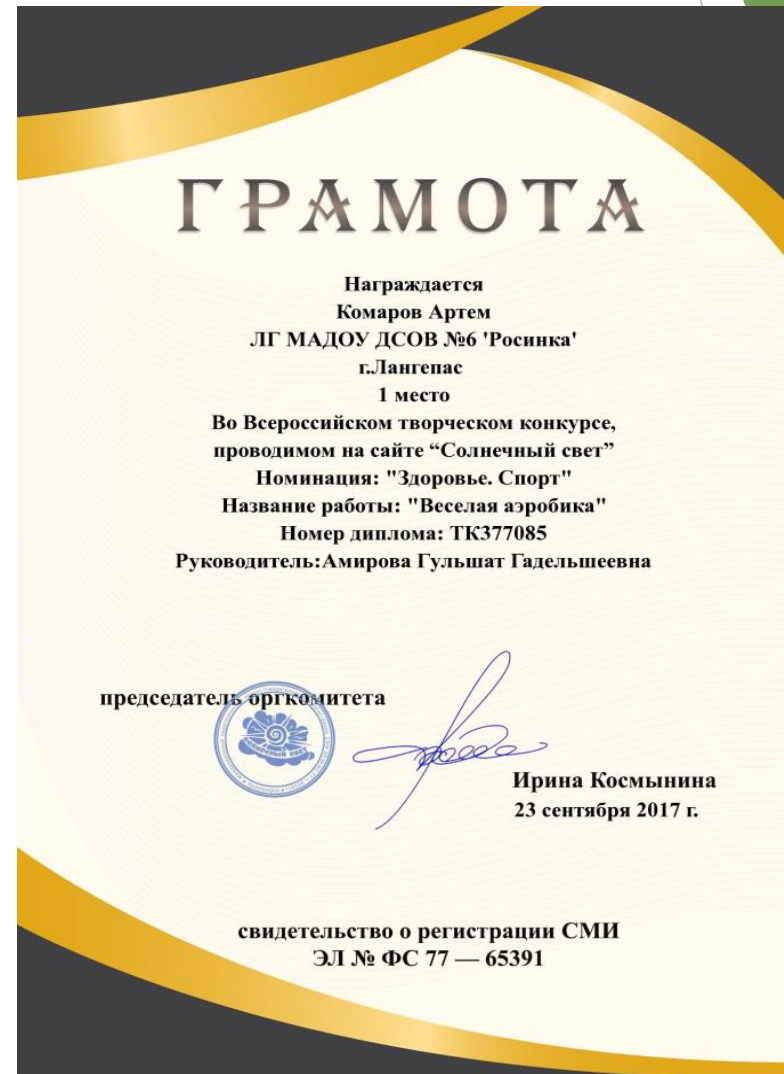 ГРАМОТА
Награждается
Комаров Артем
ЛГ МАДОУ ДСОВ №6 'Росинка'
г.Лангепас
1 место
Во Всероссийском творческом конкурсе,
проводимом на сайте “Солнечный свет”
Номинация: "Здоровье. Спорт"
Название работы: "Веселая аэробика"
Номер диплома: ТК377085
Руководитель:Амирова Гульшат Гадельшеевна
председатель оргкомитета
СОЛНЕЧНЫЙ СВЕТ
Ирина Космынина
23 сентября 2017 г.
свидетельство о регистрации СМИ
ЭЛ № ФС 77 — 65391